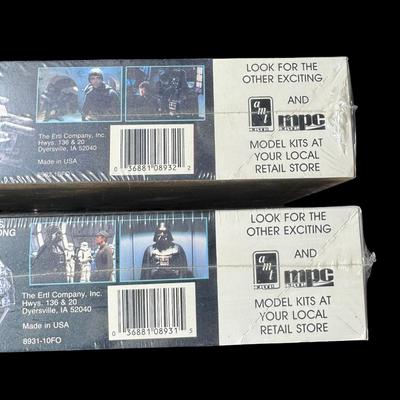 LOOK FOR THE
OTHER EXCITING
AND
amt
ERTL
mpc
ERTL
MODEL KITS AT
YOUR LOCAL
RETAIL STORE
The Ertl Company, Inc.
Hwys. 136 & 20
Dyersville, IA 52040
Made in USA
0 36881 08932 2
LOOK FOR THE
OTHER EXCITING
AND
amt
ERTL
mpc
ERTL
MODEL KITS AT
YOUR LOCAL
RETAIL STORE
The Ertl Company, Inc.
Hwys. 136 & 20
Dyersville, IA 52040
Made in USA
8931-10FO
0 36881 08931 5